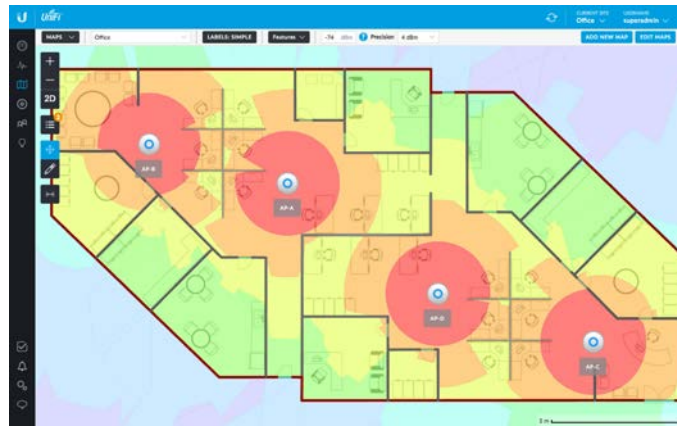 UniFi
CURRENT SITE
Office
USERNAME
superadmin
MAPS
Office
LABELS: SIMPLE
Features
-74 dBm
Precision
4 dBm
ADD NEW MAP
EDIT MAPS
2D
AP-B
AP-A
AP-D
AP-C